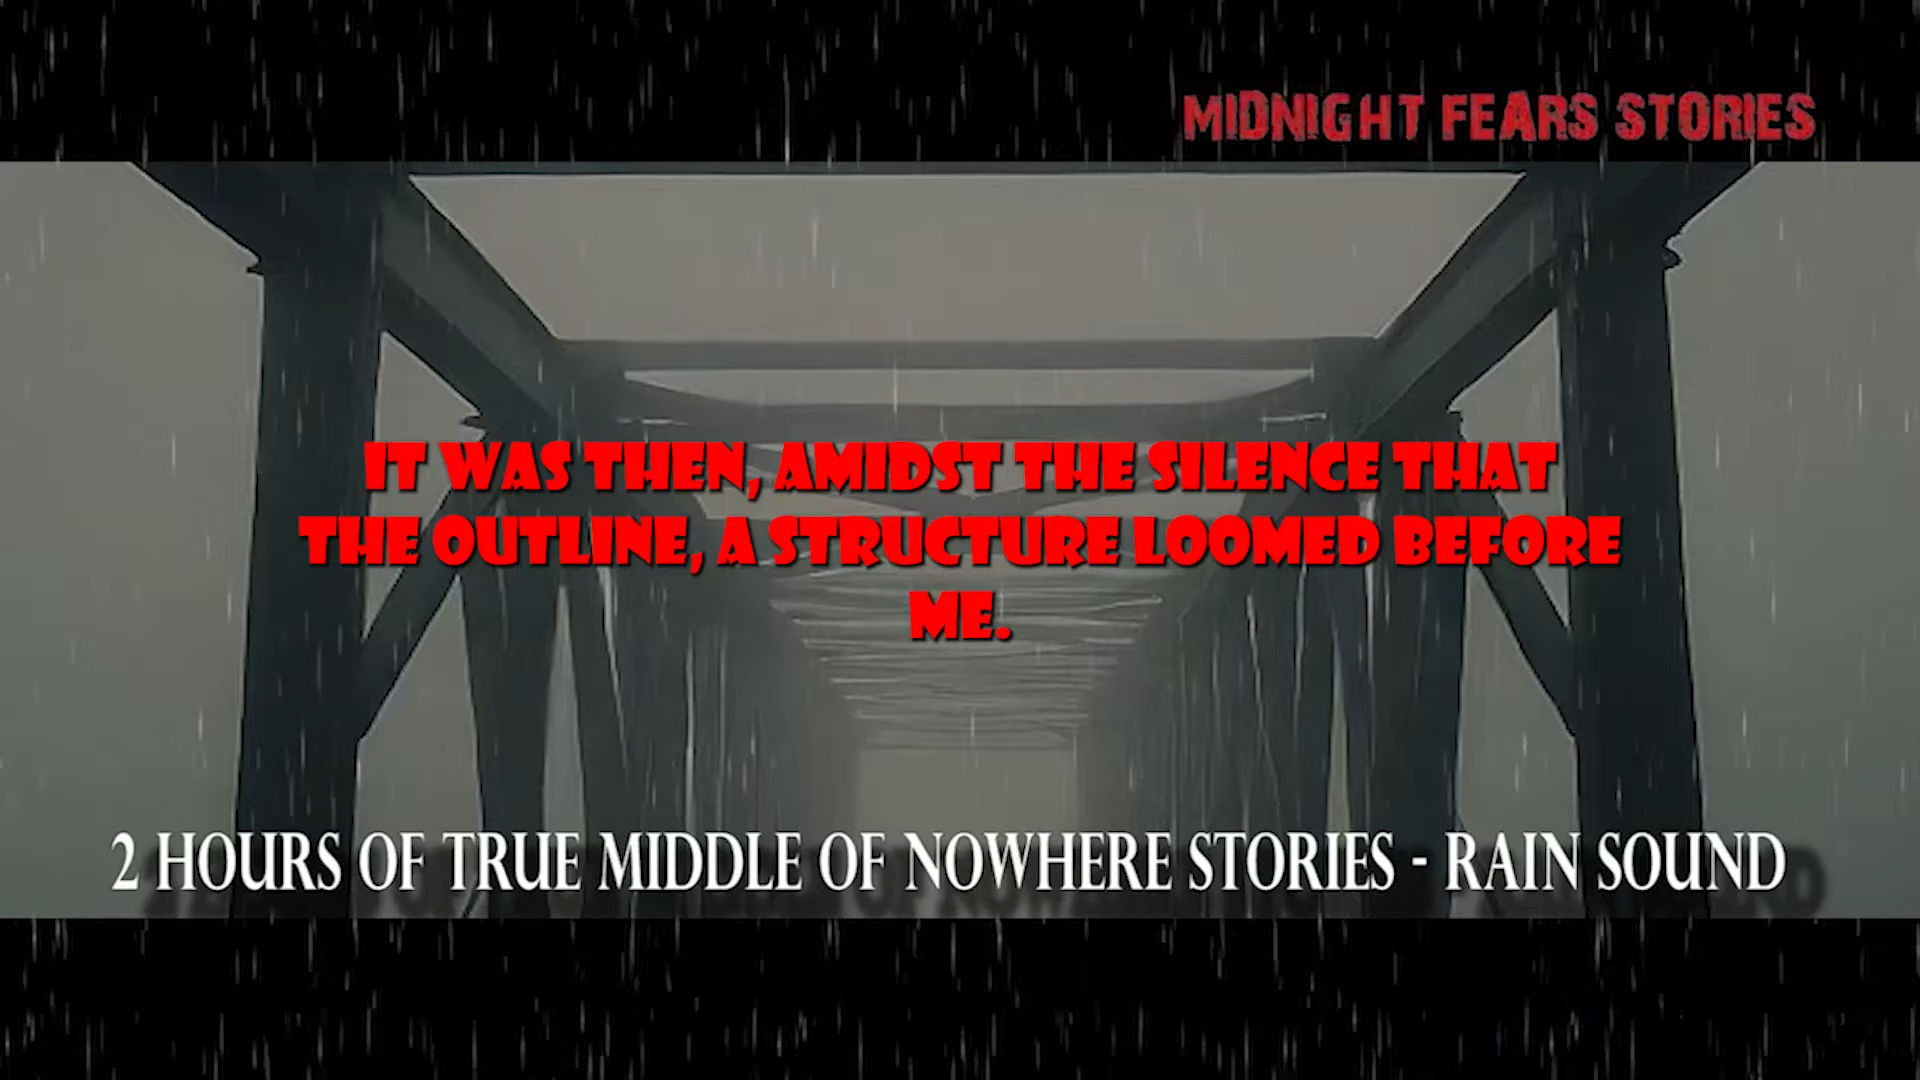 MIDNIGHT FEARS STORIES
IT WAS THEN, AMIDST THE SILENCE THAT
THE OUTLINE, A STRUCTURE LOOMED BEFORE
ME.
2 HOURS OF TRUE MIDDLE OF NOWHERE STORIES - RAIN SOUND